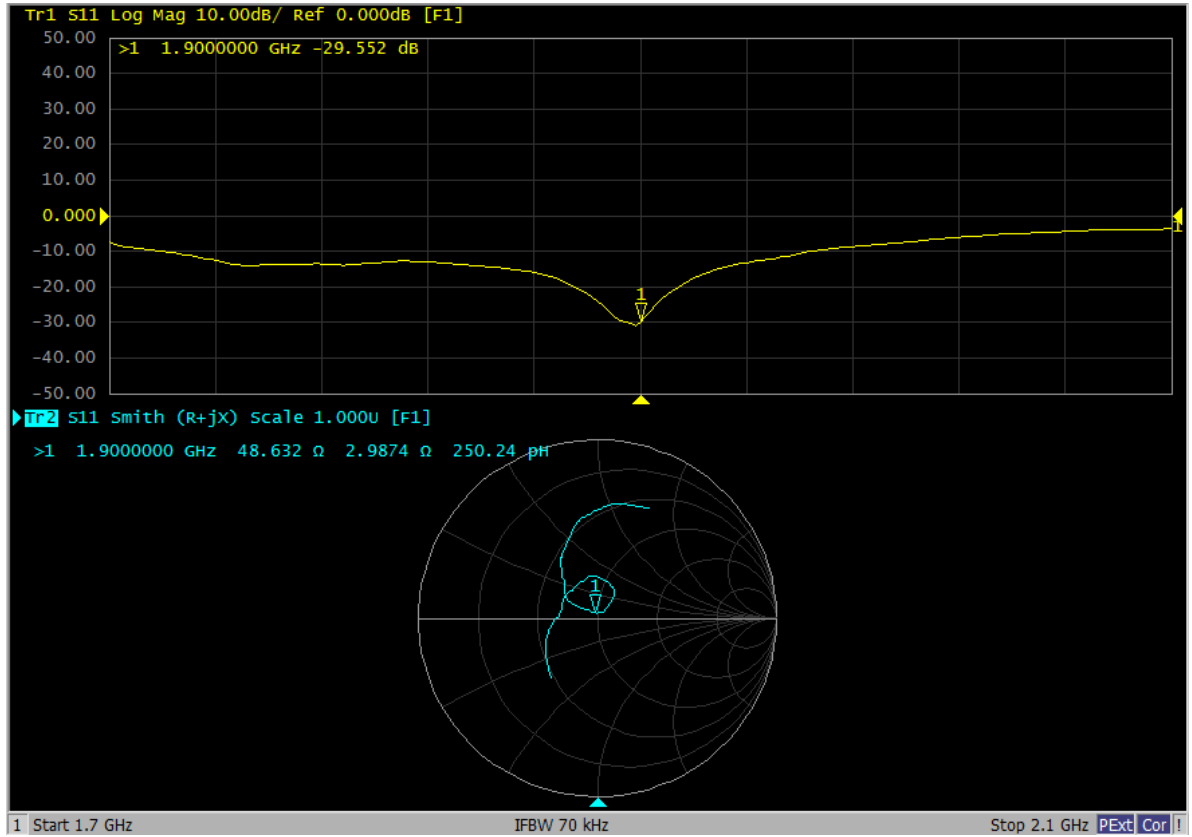 Tr1 S11 Log Mag 10.00dB/ Ref 0.000dB [F1]
50.00
>1 1.9000000 GHz -29.552 dB
40.00
30.00
20.00
10.00
0.000
1
-10.00
-20.00
1
-30.00
-40.00
-50.00
Tr2 S11 Smith (R+jX) Scale 1.000U [F1]
>1 1.9000000 GHz 48.632 Ω 2.9874 Ω 250.24 pH
1
1 Start 1.7 GHz IFBW 70 kHz Stop 2.1 GHz PExt Cor !